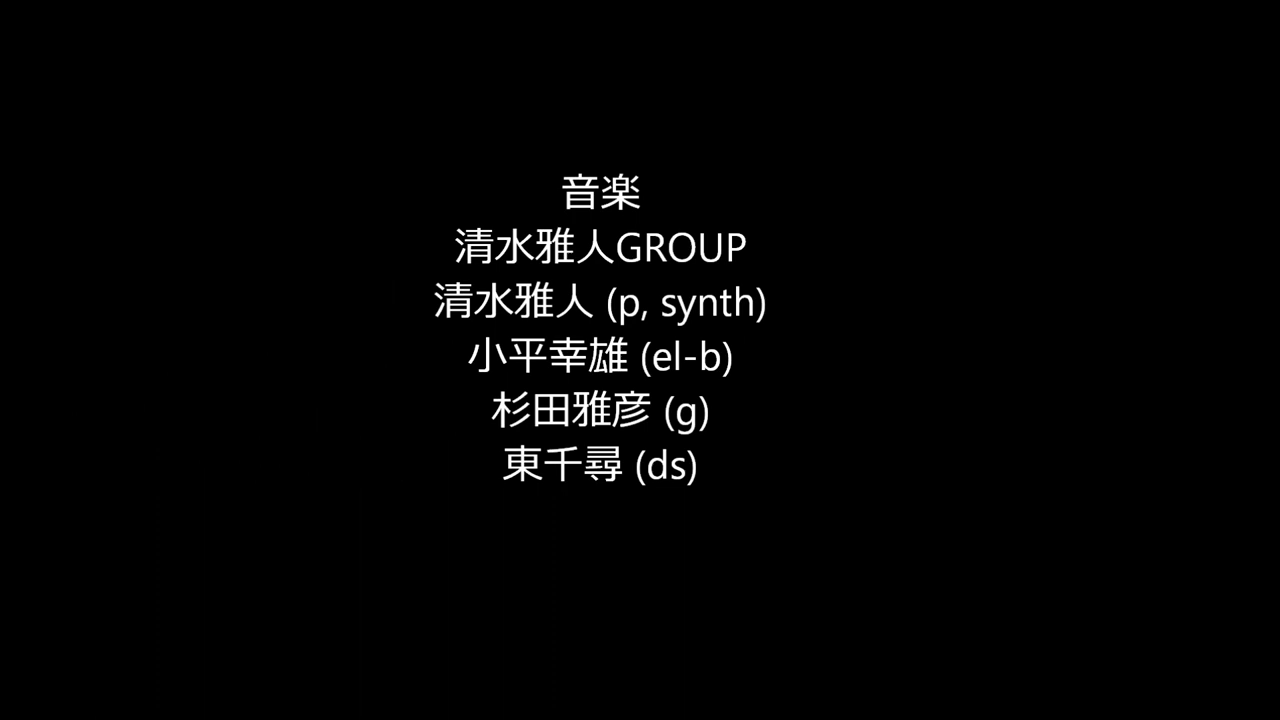 音楽
清水雅人GROUP
清水雅人 (p, synth)
小平幸雄 (el-b)
杉田雅彦 (g)
東千尋 (ds)